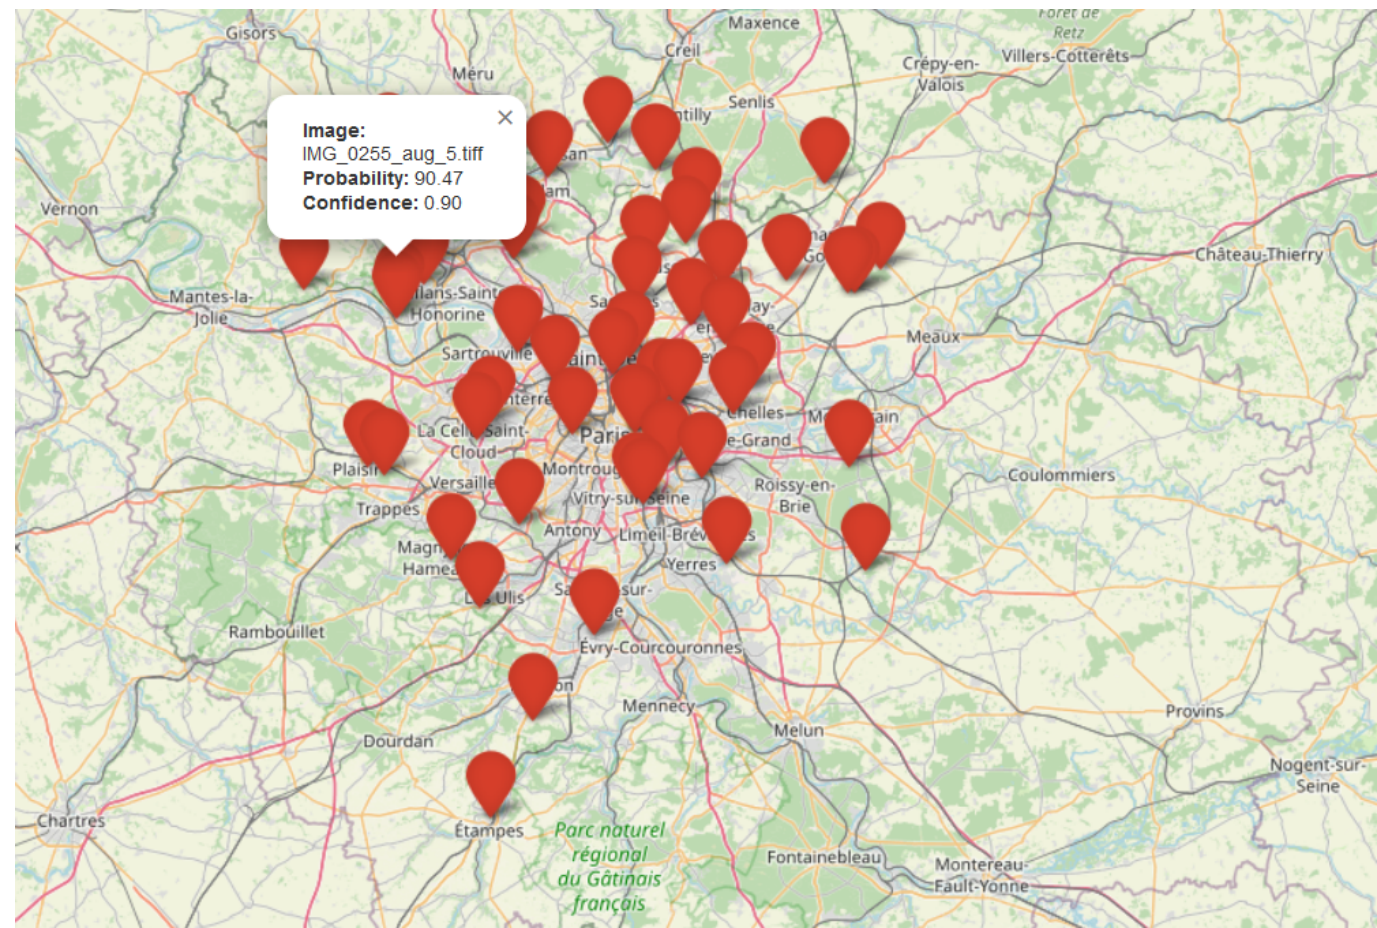 Forêt de
Retz
Maxence
Gisors
Creil
Villers-Cotterêts
Crépy-en-
Valois
Méru
Senlis
×
Image:
IMG_0255_aug_5.tiff
Probability: 90.47
Confidence: 0.90
Vernon
Château-Thierry
Mantes-la-
Jolie
Honorine
Meaux
Sartrouville
Chelles
La Celle-Saint-
Cloud
Paris
Plaisir
Versailles
Coulommiers
Roissy-en-
Brie
Vitry-sur-Seine
Trappes
Antony
Yerres
Rambouillet
Évry-Courcouronnes
Mennecy
Provins
Melun
Dourdan
Nogent-sur-
Seine
Chartres
Étampes
Parc naturel
régional
du Gâtinais
français
Fontainebleau
Montereau-
Fault-Yonne